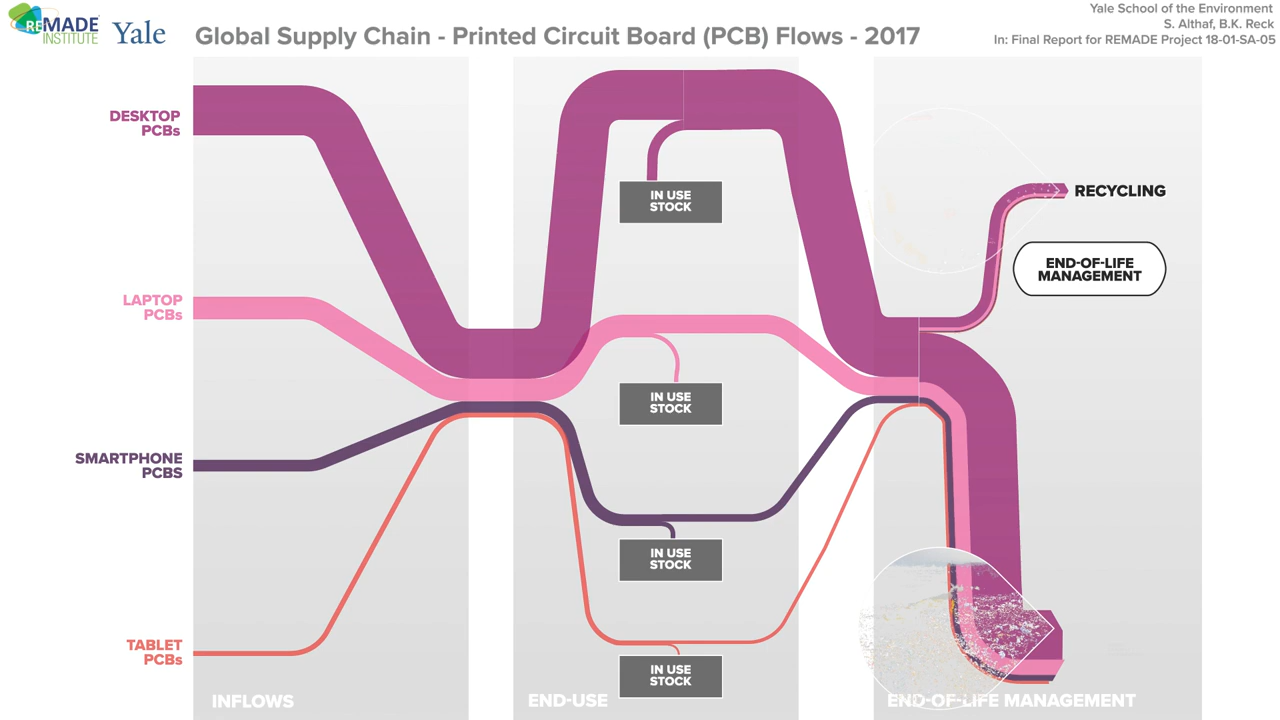 REMADE
INSTITUTE
Yale
Global Supply Chain - Printed Circuit Board (PCB) Flows - 2017
Yale School of the Environment
S. Althaf, B.K. Reck
In: Final Report for REMADE Project 18-01-SA-05
DESKTOP
PCBs
IN USE
STOCK
RECYCLING
END-OF-LIFE
MANAGEMENT
LAPTOP
PCBs
IN USE
STOCK
SMARTPHONE
PCBS
IN USE
STOCK
TABLET
PCBs
IN USE
STOCK
INFLOWS
END-USE
END-OF-LIFE MANAGEMENT